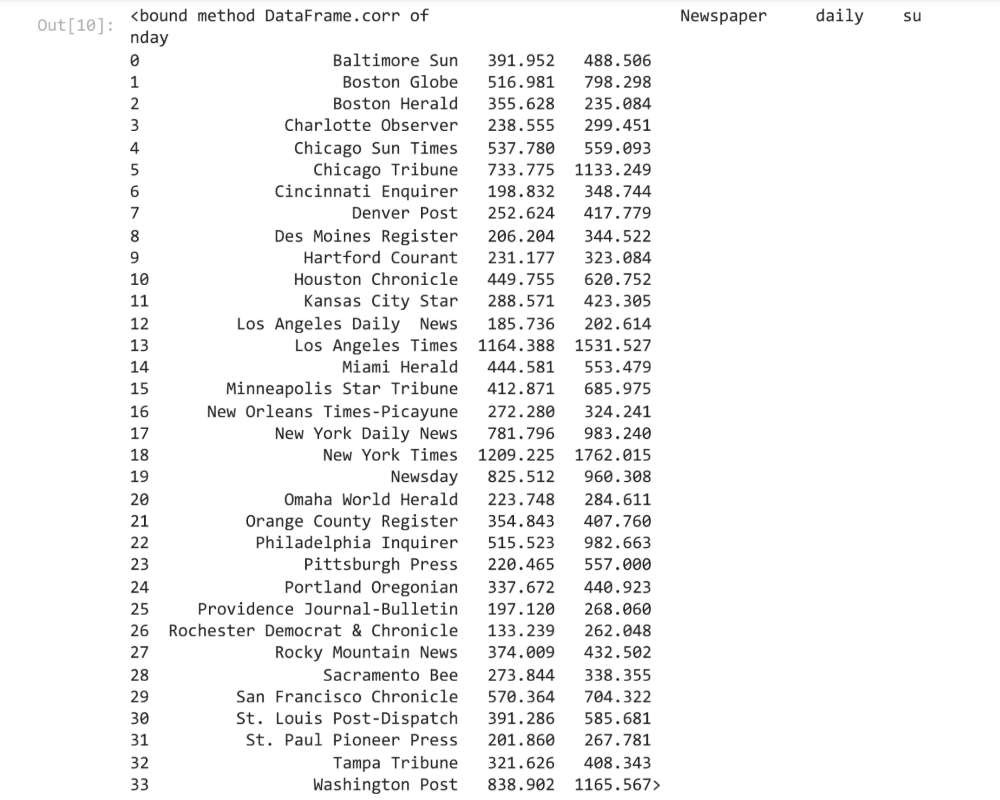 Out[10]: <bound method DataFrame.corr of Newspaper daily su
nday
0 Baltimore Sun 391.952 488.506
1 Boston Globe 516.981 798.298
2 Boston Herald 355.628 235.084
3 Charlotte Observer 238.555 299.451
4 Chicago Sun Times 537.780 559.093
5 Chicago Tribune 733.775 1133.249
6 Cincinnati Enquirer 198.832 348.744
7 Denver Post 252.624 417.779
8 Des Moines Register 206.204 344.522
9 Hartford Courant 231.177 323.084
10 Houston Chronicle 449.755 620.752
11 Kansas City Star 288.571 423.305
12 Los Angeles Daily  News 185.736 202.614
13 Los Angeles Times 1164.388 1531.527
14 Miami Herald 444.581 553.479
15 Minneapolis Star Tribune 412.871 685.975
16 New Orleans Times-Picayune 272.280 324.241
17 New York Daily News 781.796 983.240
18 New York Times 1209.225 1762.015
19 Newsday 825.512 960.308
20 Omaha World Herald 223.748 284.611
21 Orange County Register 354.843 407.760
22 Philadelphia Inquirer 515.523 982.663
23 Pittsburgh Press 220.465 557.000
24 Portland Oregonian 337.672 440.923
25 Providence Journal-Bulletin 197.120 268.060
26 Rochester Democrat & Chronicle 133.239 262.048
27 Rocky Mountain News 374.009 432.502
28 Sacramento Bee 273.844 338.355
29 San Francisco Chronicle 570.364 704.322
30 St. Louis Post-Dispatch 391.286 585.681
31 St. Paul Pioneer Press 201.860 267.781
32 Tampa Tribune 321.626 408.343
33 Washington Post 838.902 1165.567>